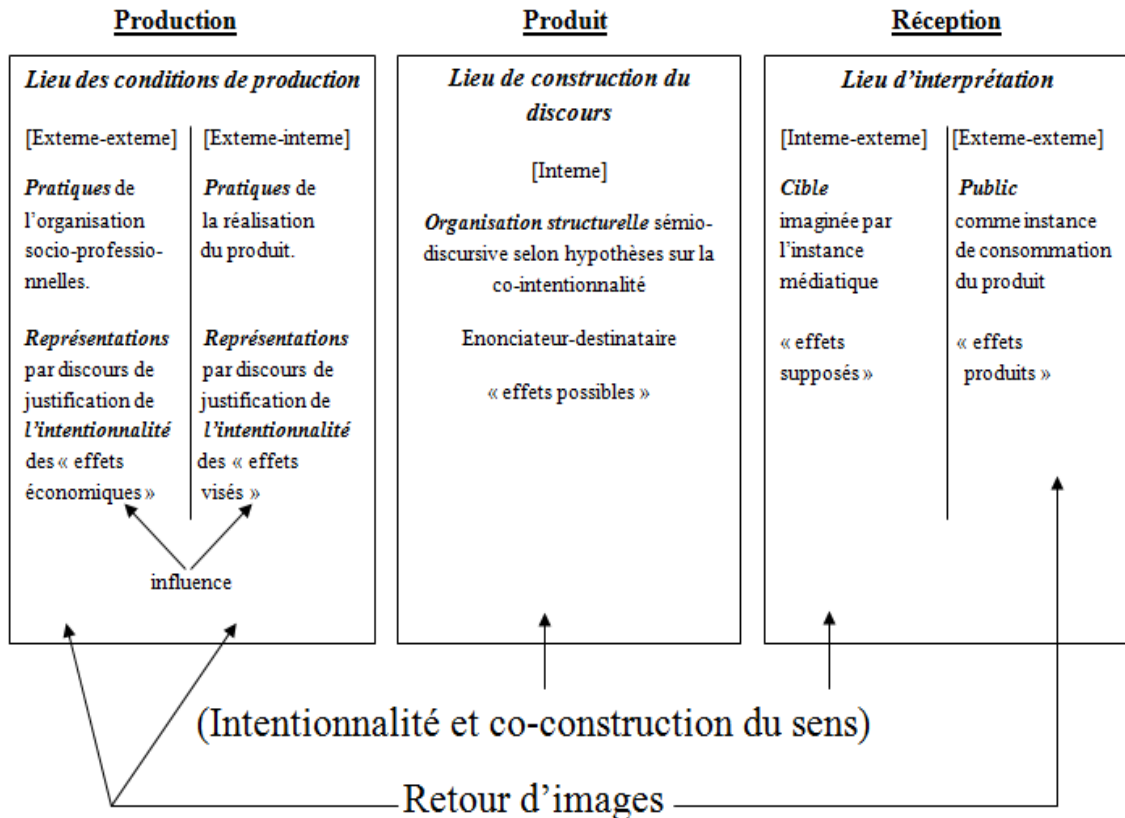 Production
Lieu des conditions de production
[Externe-externe]
Pratiques de
l'organisation
socio-professio-
nnelles.
Représentations
par discours de
justification de
l'intentionnalité
des « effets
économiques »
[Externe-interne]
Pratiques de
la réalisation
du produit.
Représentations
par discours de
justification de
l'intentionnalité
des « effets
visés »
influence
Produit
Lieu de construction du
discours
[Interne]
Organisation structurelle sémio-
discursive selon hypothèses sur la
co-intentionnalité
Enonciateur-destinataire
« effets possibles »
Réception
Lieu d'interprétation
[Interne-externe]
Cible
imaginée par
l'instance
médiatique
« effets
supposés »
[Externe-externe]
Public
comme instance
de consommation
du produit
« effets
produits »
(Intentionnalité et co-construction du sens)
Retour d'images